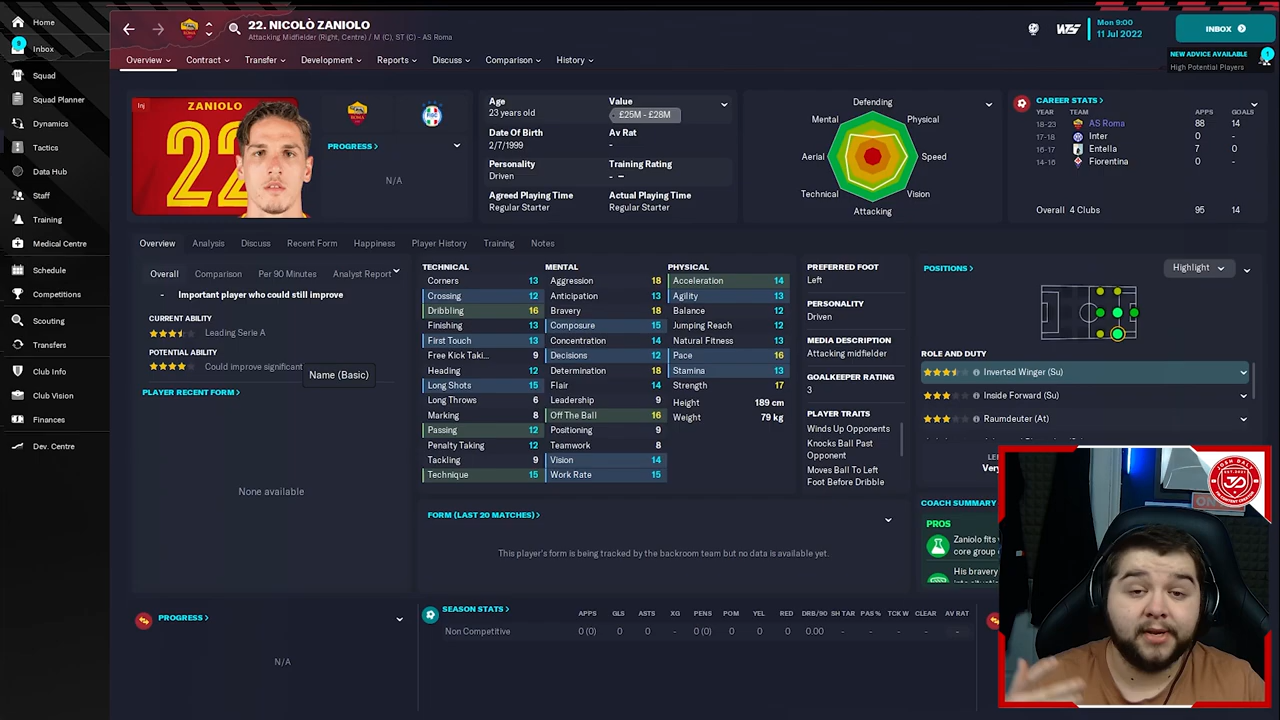 Home
9
Inbox
Squad
Squad Planner
Dynamics
Tactics
Data Hub
Staff
Training
Medical Centre
Schedule
Competitions
Scouting
Transfers
Club Info
Club Vision
Finances
Dev. Centre
22. NICOLÒ ZANIOLO
Attacking Midfielder (Right, Centre) / M (C), ST (C) - AS Roma
Mon 9:00
11 Jul 2022
INBOX
NEW ADVICE AVAILABLE
High Potential Players
1
Overview
Contract
Transfer
Development
Reports
Discuss
Comparison
History
Inj
ZANIOLO
22
PROGRESS >
N/A
Age
23 years old
Date Of Birth
2/7/1999
Personality
Driven
Agreed Playing Time
Regular Starter
Value
£25M - £28M
Av Rat
-
Training Rating
- -
Actual Playing Time
Regular Starter
Defending
Mental
Physical
Aerial
Speed
Technical
Vision
Attacking
CAREER STATS >
YEAR TEAM APPS GOALS
18-23 AS Roma 88 14
17-18 Inter 0 -
16-17 Entella 7 0
14-16 Fiorentina 0 -
Overall 4 Clubs 95 14
Overview
Analysis
Discuss
Recent Form
Happiness
Player History
Training
Notes
Overall
Comparison
Per 90 Minutes
Analyst Report
- Important player who could still improve
CURRENT ABILITY
Leading Serie A
POTENTIAL ABILITY
Could improve significant
Name (Basic)
PLAYER RECENT FORM >
None available
TECHNICAL
Corners 13
Crossing 12
Dribbling 16
Finishing 13
First Touch 13
Free Kick Taki... 9
Heading 12
Long Shots 15
Long Throws 6
Marking 8
Passing 12
Penalty Taking 12
Tackling 9
Technique 15
MENTAL
Aggression 18
Anticipation 13
Bravery 18
Composure 15
Concentration 14
Decisions 12
Determination 18
Flair 14
Leadership 9
Off The Ball 16
Positioning 9
Teamwork 8
Vision 14
Work Rate 15
PHYSICAL
Acceleration 14
Agility 13
Balance 12
Jumping Reach 12
Natural Fitness 13
Pace 16
Stamina 13
Strength 17
Height 189 cm
Weight 79 kg
PREFERRED FOOT
Left
PERSONALITY
Driven
MEDIA DESCRIPTION
Attacking midfielder
GOALKEEPER RATING
3
PLAYER TRAITS
Winds Up Opponents
Knocks Ball Past
Opponent
Moves Ball To Left
Foot Before Dribble
POSITIONS >
Highlight
ROLE AND DUTY
Inverted Winger (Su)
Inside Forward (Su)
Raumdeuter (At)
Very
COACH SUMMARY
PROS
Zaniolo fits
core group
His bravery
FORM (LAST 20 MATCHES) >
This player's form is being tracked by the backroom team but no data is available yet.
PROGRESS >
N/A
SEASON STATS >
APPS GLS ASTS XG PENS POM YEL RED DRB/90 SH TAR PAS % TCK W CLEAR AV RAT
Non Competitive 0 (0) 0 0 - 0 (0) 0 0 0 0.00 - - - - -
JOSH DALY
JD